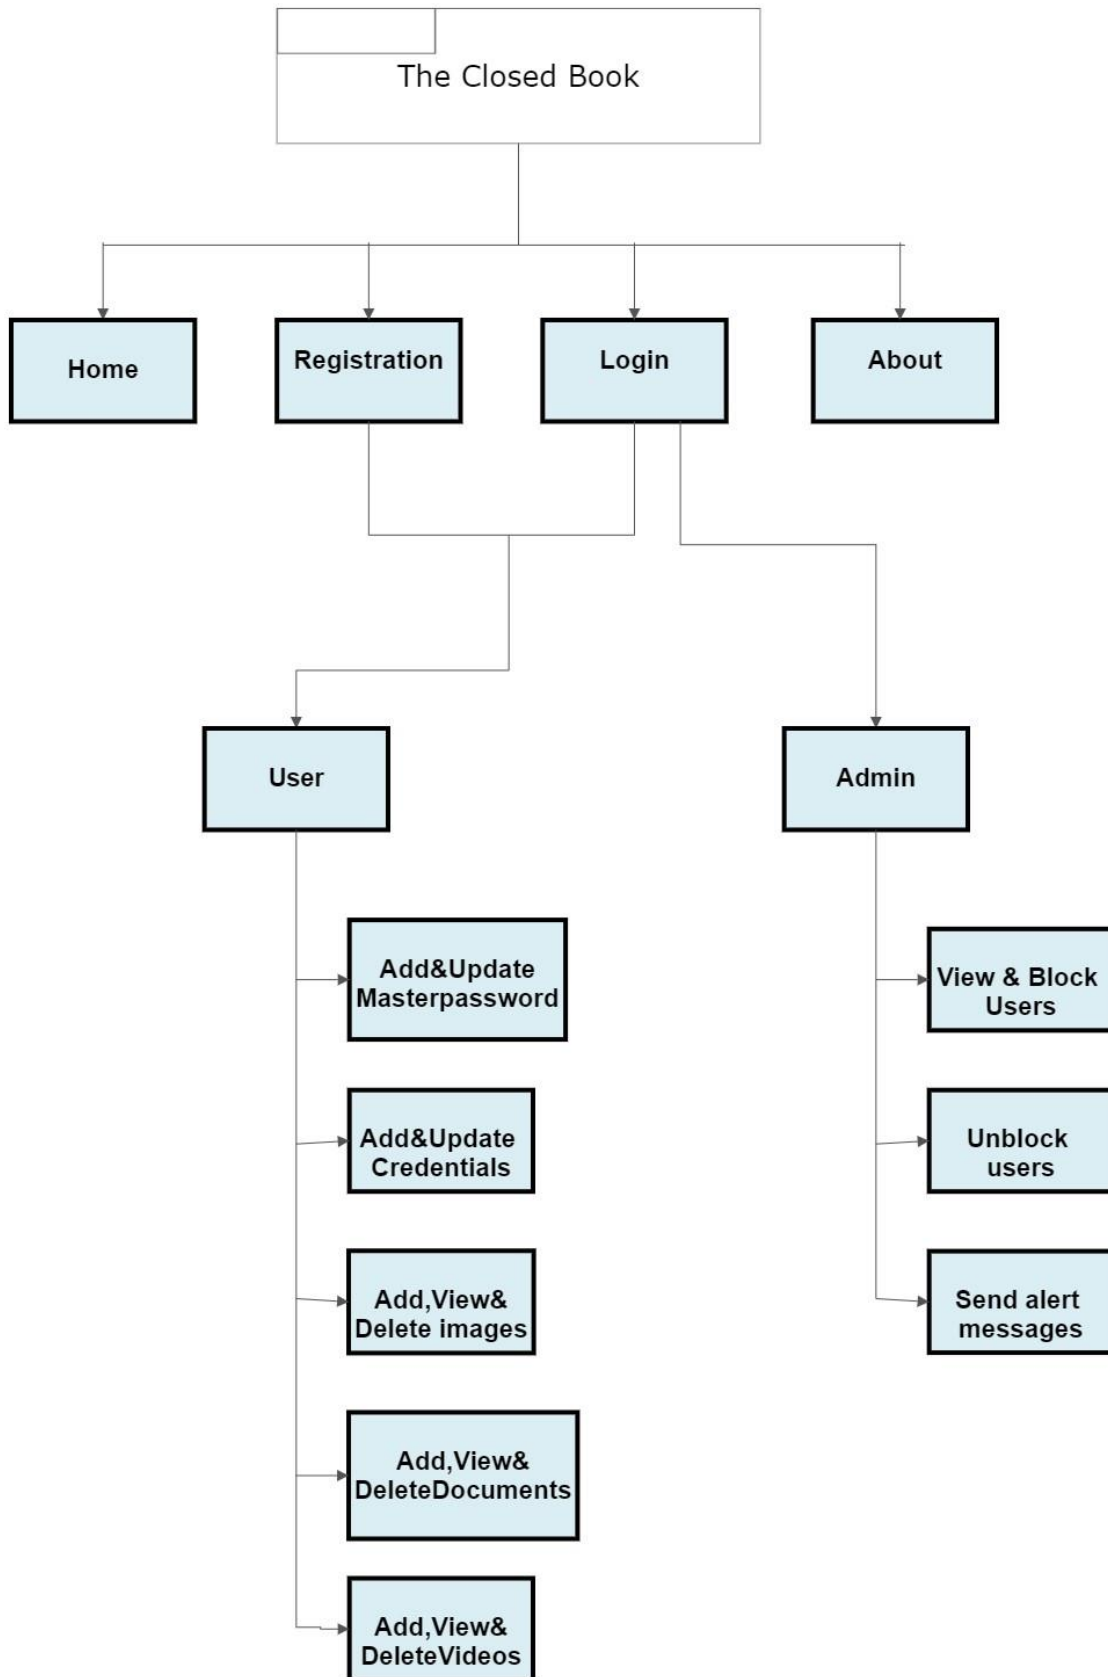 The Closed Book
Home
Registration
Login
About
User
Admin
Add&Update
Masterpassword
Add&Update
Credentials
Add,View&
Delete images
Add,View&
DeleteDocuments
Add,View&
DeleteVideos
View & Block
Users
Unblock
users
Send alert
messages